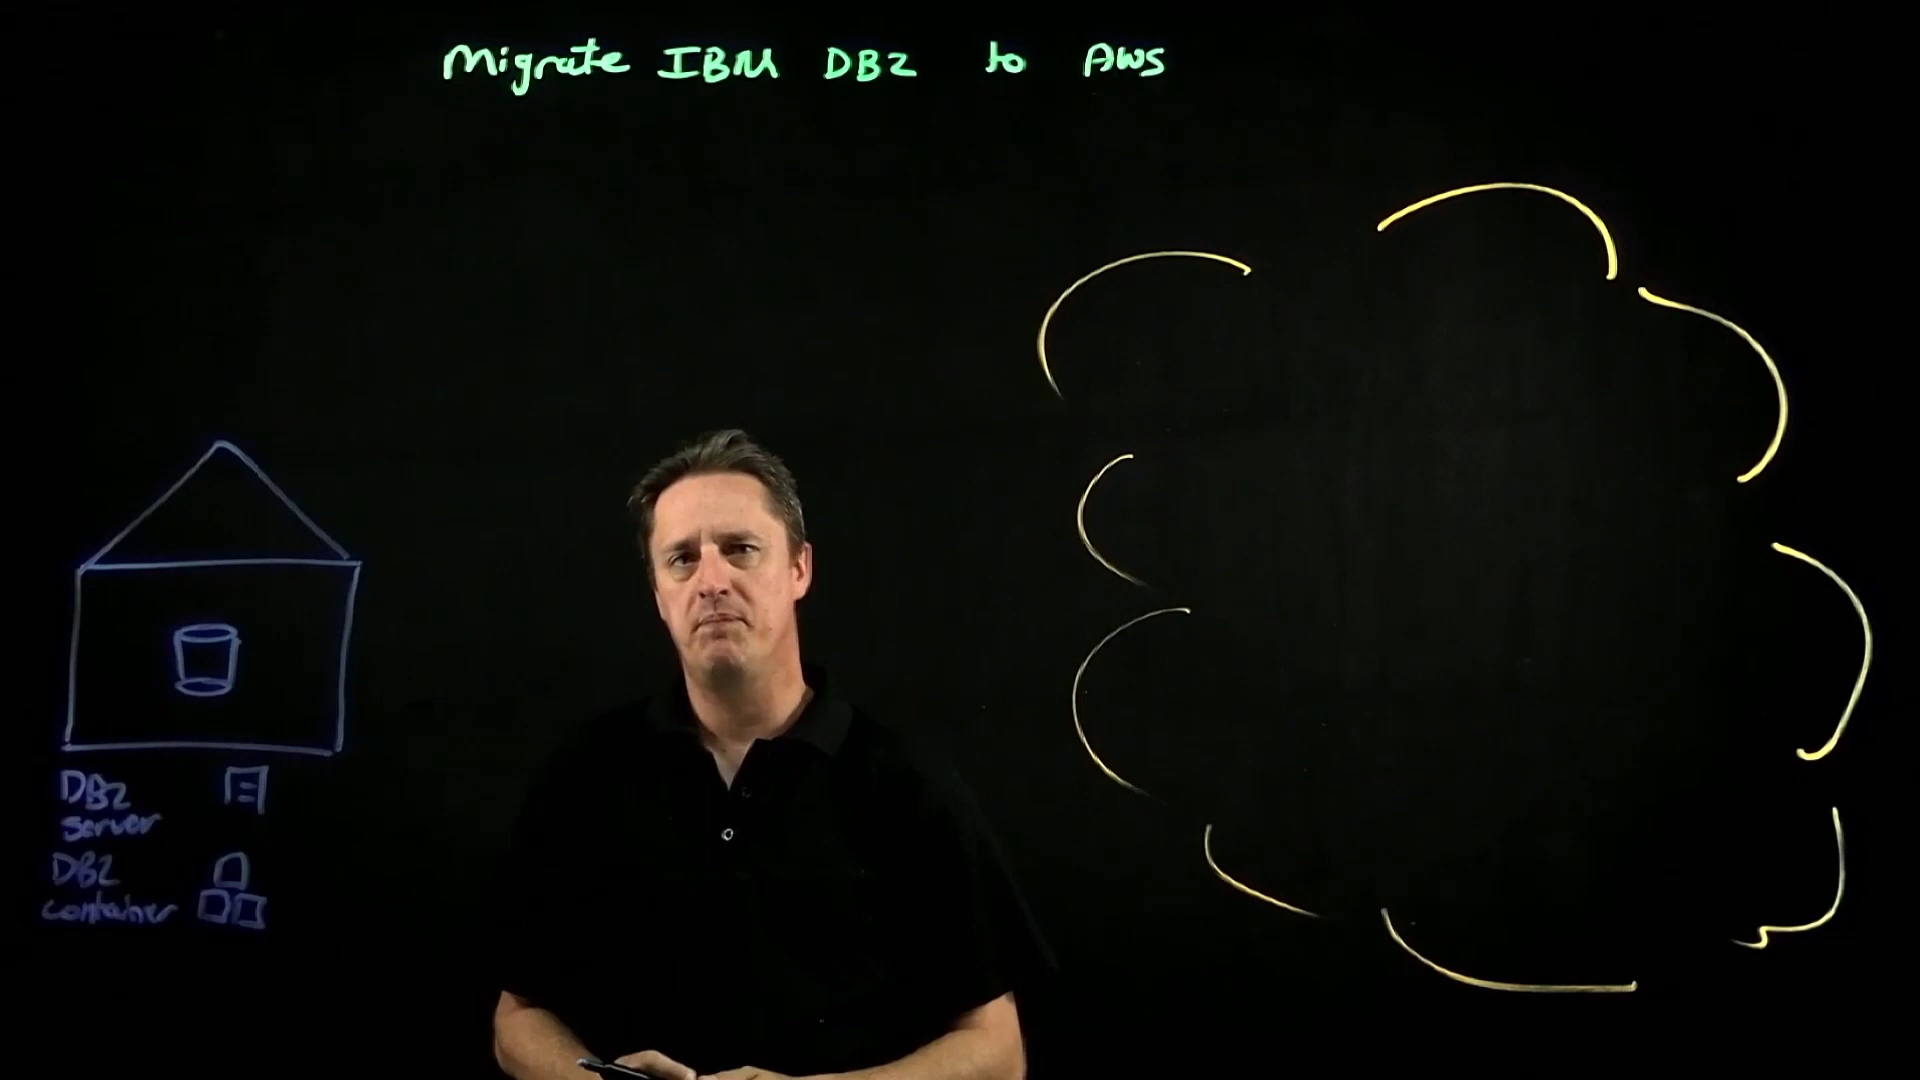 Migrate IBM DB2 to AWS
DB2
server
DB2
container